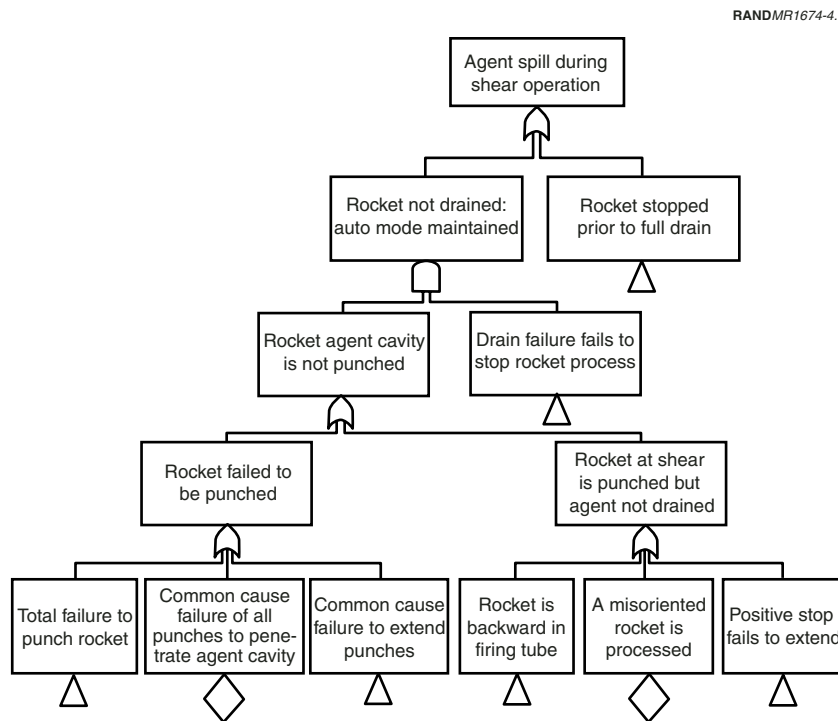 RANDMR1674-4.
Agent spill during
shear operation
Rocket not drained:
auto mode maintained
Rocket stopped
prior to full drain
Rocket agent cavity
is not punched
Drain failure fails to
stop rocket process
Rocket failed to
be punched
Rocket at shear
is punched but
agent not drained
Total failure to
punch rocket
Common cause
failure of all
punches to pene-
trate agent cavity
Common cause
failure to extend
punches
Rocket is
backward in
firing tube
A misoriented
rocket is
processed
Positive stop
fails to extend